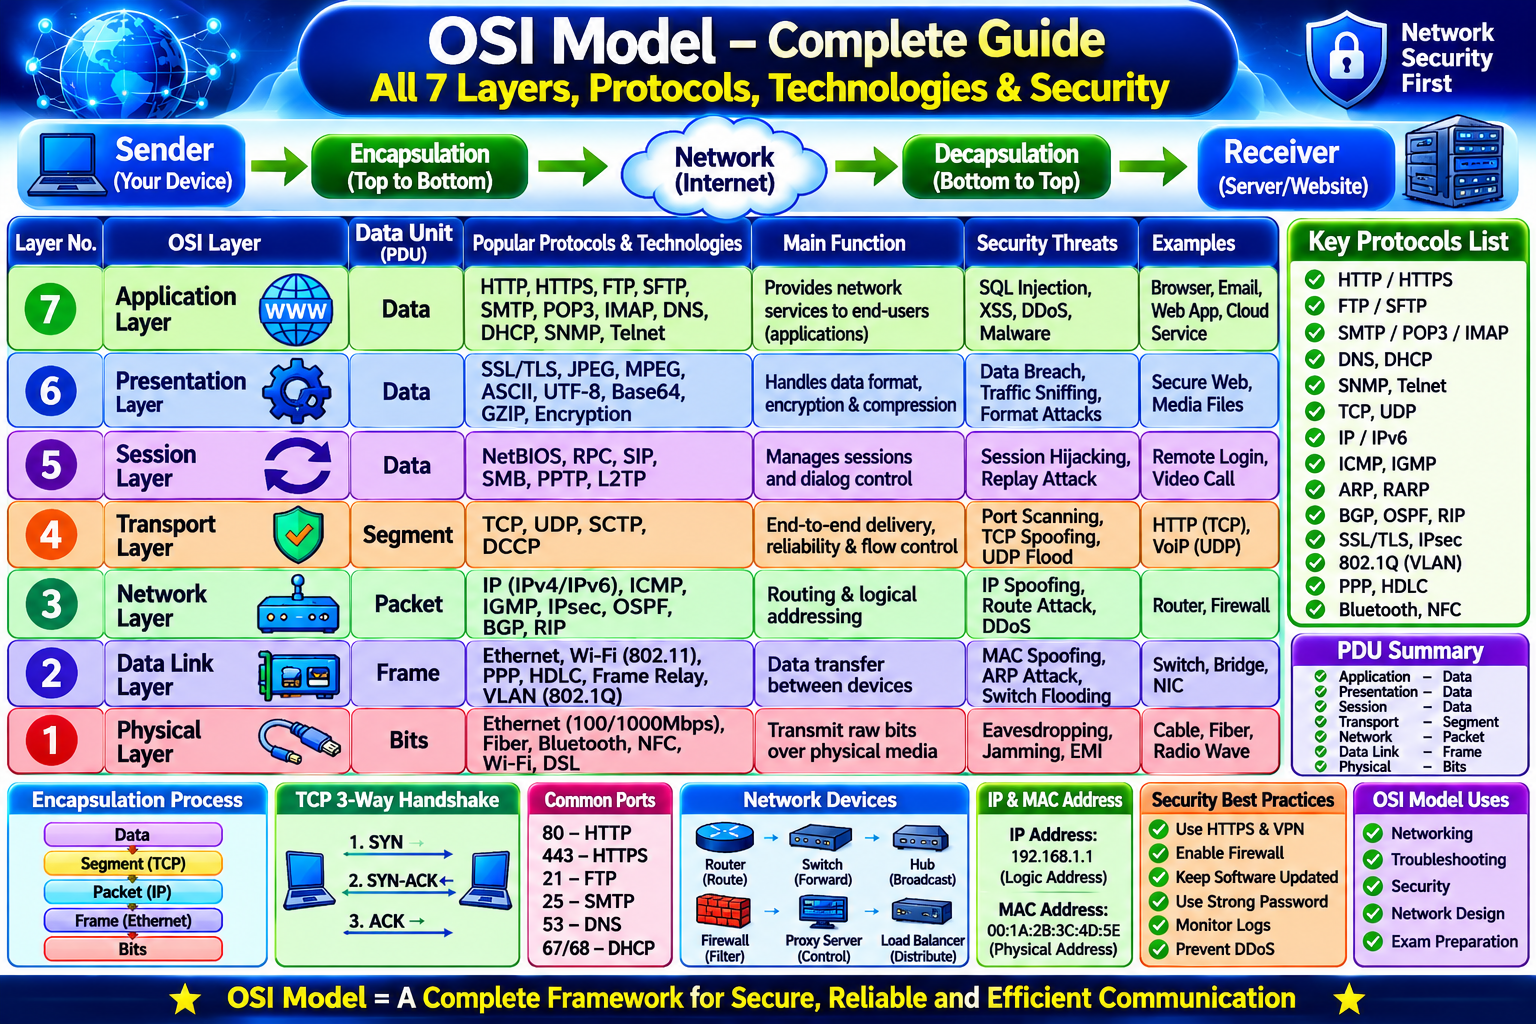 OSI Model – Complete Guide
All 7 Layers, Protocols, Technologies & Security
Network
Security
First
Sender
(Your Device)
Encapsulation
(Top to Bottom)
Network
(Internet)
Decapsulation
(Bottom to Top)
Receiver
(Server/Website)
Layer No.
OSI Layer
Data Unit
(PDU)
Popular Protocols & Technologies
Main Function
Security Threats
Examples
7
Application
Layer
WWW
Data
HTTP, HTTPS, FTP, SFTP,
SMTP, POP3, IMAP, DNS,
DHCP, SNMP, Telnet
Provides network
services to end-users
(applications)
SQL Injection,
XSS, DDoS,
Malware
Browser, Email,
Web App, Cloud
Service
6
Presentation
Layer
Data
SSL/TLS, JPEG, MPEG,
ASCII, UTF-8, Base64,
GZIP, Encryption
Handles data format,
encryption & compression
Data Breach,
Traffic Sniffing,
Format Attacks
Secure Web,
Media Files
5
Session
Layer
Data
NetBIOS, RPC, SIP,
SMB, PPTP, L2TP
Manages sessions
and dialog control
Session Hijacking,
Replay Attack
Remote Login,
Video Call
4
Transport
Layer
Segment
TCP, UDP, SCTP,
DCCP
End-to-end delivery,
reliability & flow control
Port Scanning,
TCP Spoofing,
UDP Flood
HTTP (TCP),
VoiP (UDP)
3
Network
Layer
Packet
IP (IPv4/IPv6), ICMP,
IGMP, IPsec, OSPF,
BGP, RIP
Routing & logical
addressing
IP Spoofing,
Route Attack,
DDoS
Router, Firewall
2
Data Link
Layer
Frame
Ethernet, Wi-Fi (802.11),
PPP, HDLC, Frame Relay,
VLAN (802.1Q)
Data transfer
between devices
MAC Spoofing,
ARP Attack,
Switch Flooding
Switch, Bridge,
NIC
1
Physical
Layer
Bits
Ethernet (100/1000Mbps),
Fiber, Bluetooth, NFC,
Wi-Fi, DSL
Transmit raw bits
over physical media
Eavesdropping,
Jamming, EMI
Cable, Fiber,
Radio Wave
Key Protocols List
HTTP / HTTPS
FTP / SFTP
SMTP / POP3 / IMAP
DNS, DHCP
SNMP, Telnet
TCP, UDP
IP / IPv6
ICMP, IGMP
ARP, RARP
BGP, OSPF, RIP
SSL/TLS, IPsec
802.1Q (VLAN)
PPP, HDLC
Bluetooth, NFC
PDU Summary
Application – Data
Presentation – Data
Session – Data
Transport – Segment
Network – Packet
Data Link – Frame
Physical – Bits
Encapsulation Process
Data
Segment (TCP)
Packet (IP)
Frame (Ethernet)
Bits
TCP 3-Way Handshake
1. SYN →
2. SYN-ACK ←
3. ACK →
Common Ports
80 – HTTP
443 – HTTPS
21 – FTP
25 – SMTP
53 – DNS
67/68 – DHCP
Network Devices
Router
(Route)
Switch
(Forward)
Hub
(Broadcast)
Firewall
(Filter)
Proxy Server
(Control)
Load Balancer
(Distribute)
IP & MAC Address
IP Address:
192.168.1.1
(Logic Address)
MAC Address:
00:1A:2B:3C:4D:5E
(Physical Address)
Security Best Practices
Use HTTPS & VPN
Enable Firewall
Keep Software Updated
Use Strong Password
Monitor Logs
Prevent DDoS
OSI Model Uses
Networking
Troubleshooting
Security
Network Design
Exam Preparation
OSI Model = A Complete Framework for Secure, Reliable and Efficient Communication